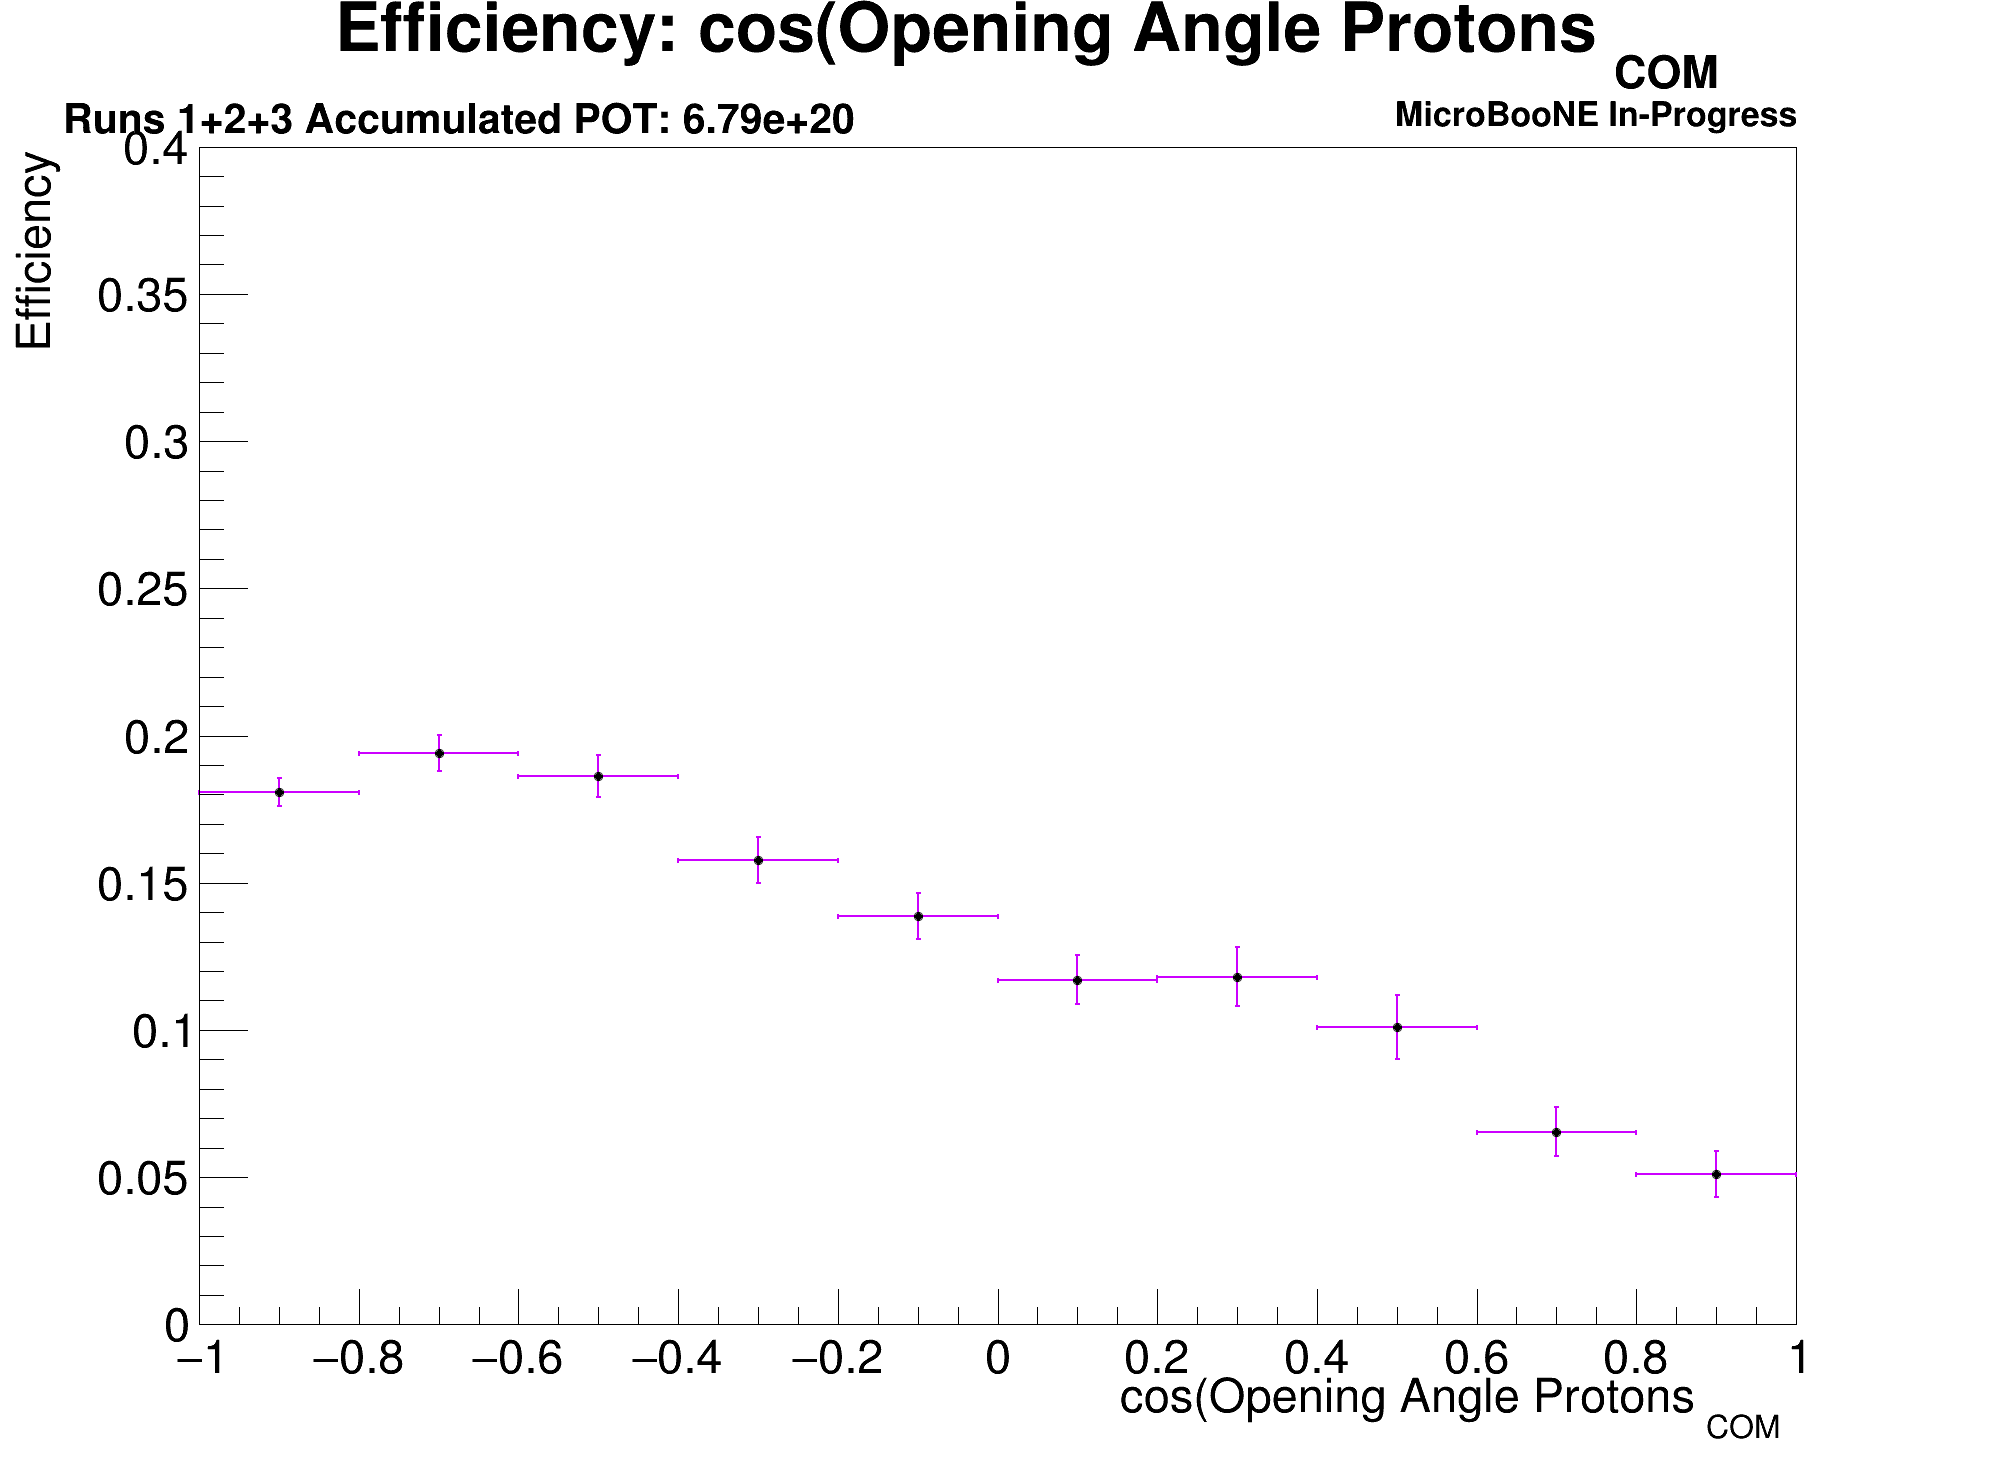 Efficiency: cos(Opening Angle Protons COM
Runs 1+2+3 Accumulated POT: 6.79e+20
MicroBooNE In-Progress
Efficiency
0.4
0.35
0.3
0.25
0.2
0.15
0.1
0.05
0
−1 −0.8 −0.6 −0.4 −0.2 0 0.2 0.4 0.6 0.8 1
cos(Opening Angle Protons COM